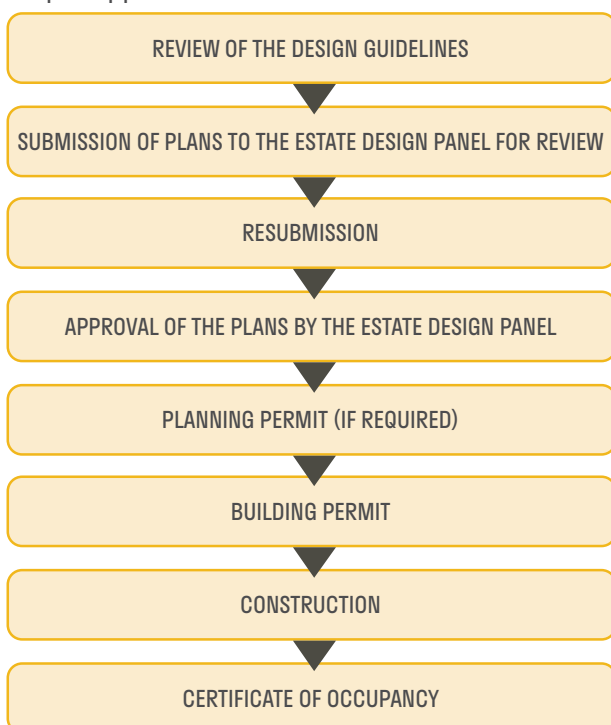 REVIEW OF THE DESIGN GUIDELINES
SUBMISSION OF PLANS TO THE ESTATE DESIGN PANEL FOR REVIEW
RESUBMISSION
APPROVAL OF THE PLANS BY THE ESTATE DESIGN PANEL
PLANNING PERMIT (IF REQUIRED)
BUILDING PERMIT
CONSTRUCTION
CERTIFICATE OF OCCUPANCY